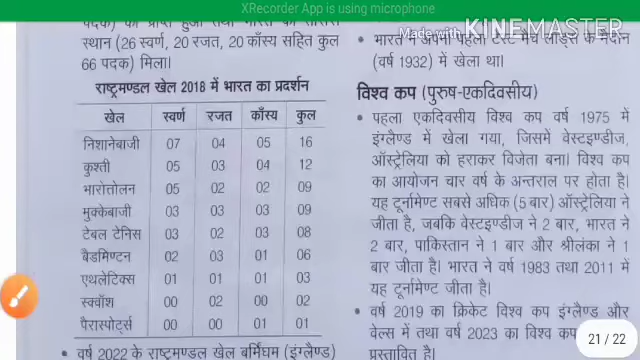 XRecorder App is using microphone
Made with KINEMASTER
पदक) को प्राप्त हुआ तथा भारत को तीसरा
स्थान (26 स्वर्ण, 20 रजत, 20 काँस्य सहित कुल
66 पदक) मिला।
राष्ट्रमण्डल खेल 2018 में भारत का प्रदर्शन
खेल स्वर्ण रजत काँस्य कुल
निशानेबाजी 07 04 05 16
कुश्ती 05 03 04 12
भारोत्तोलन 05 02 02 09
मुक्केबाजी 03 03 03 09
टेबल टेनिस 03 02 03 08
बैडमिण्टन 02 03 01 06
एथलेटिक्स 01 01 01 03
स्क्वॉश 00 02 00 02
पैरास्पोर्ट्स 00 00 01 01
• वर्ष 2022 के राष्ट्रमण्डल खेल बर्मिंघम (इंग्लैण्ड)
• भारत ने अपना पहला टेस्ट मैच लॉर्ड्स के मैदान
(वर्ष 1932) में खेला था।
विश्व कप (पुरुष-एकदिवसीय)
• पहला एकदिवसीय विश्व कप वर्ष 1975 में
इंग्लैण्ड में खेला गया, जिसमें वेस्टइण्डीज,
ऑस्ट्रेलिया को हराकर विजेता बना। विश्व कप
का आयोजन चार वर्ष के अन्तराल पर होता है।
यह टूर्नामेण्ट सबसे अधिक (5 बार) ऑस्ट्रेलिया ने
जीता है, जबकि वेस्टइण्डीज ने 2 बार, भारत ने
2 बार, पाकिस्तान ने 1 बार और श्रीलंका ने 1
बार जीता है। भारत ने वर्ष 1983 तथा 2011 में
यह टूर्नामेण्ट जीता है।
• वर्ष 2019 का क्रिकेट विश्व कप इंग्लैण्ड और
वेल्स में तथा वर्ष 2023 का विश्व कप
प्रस्तावित है।
21 / 22